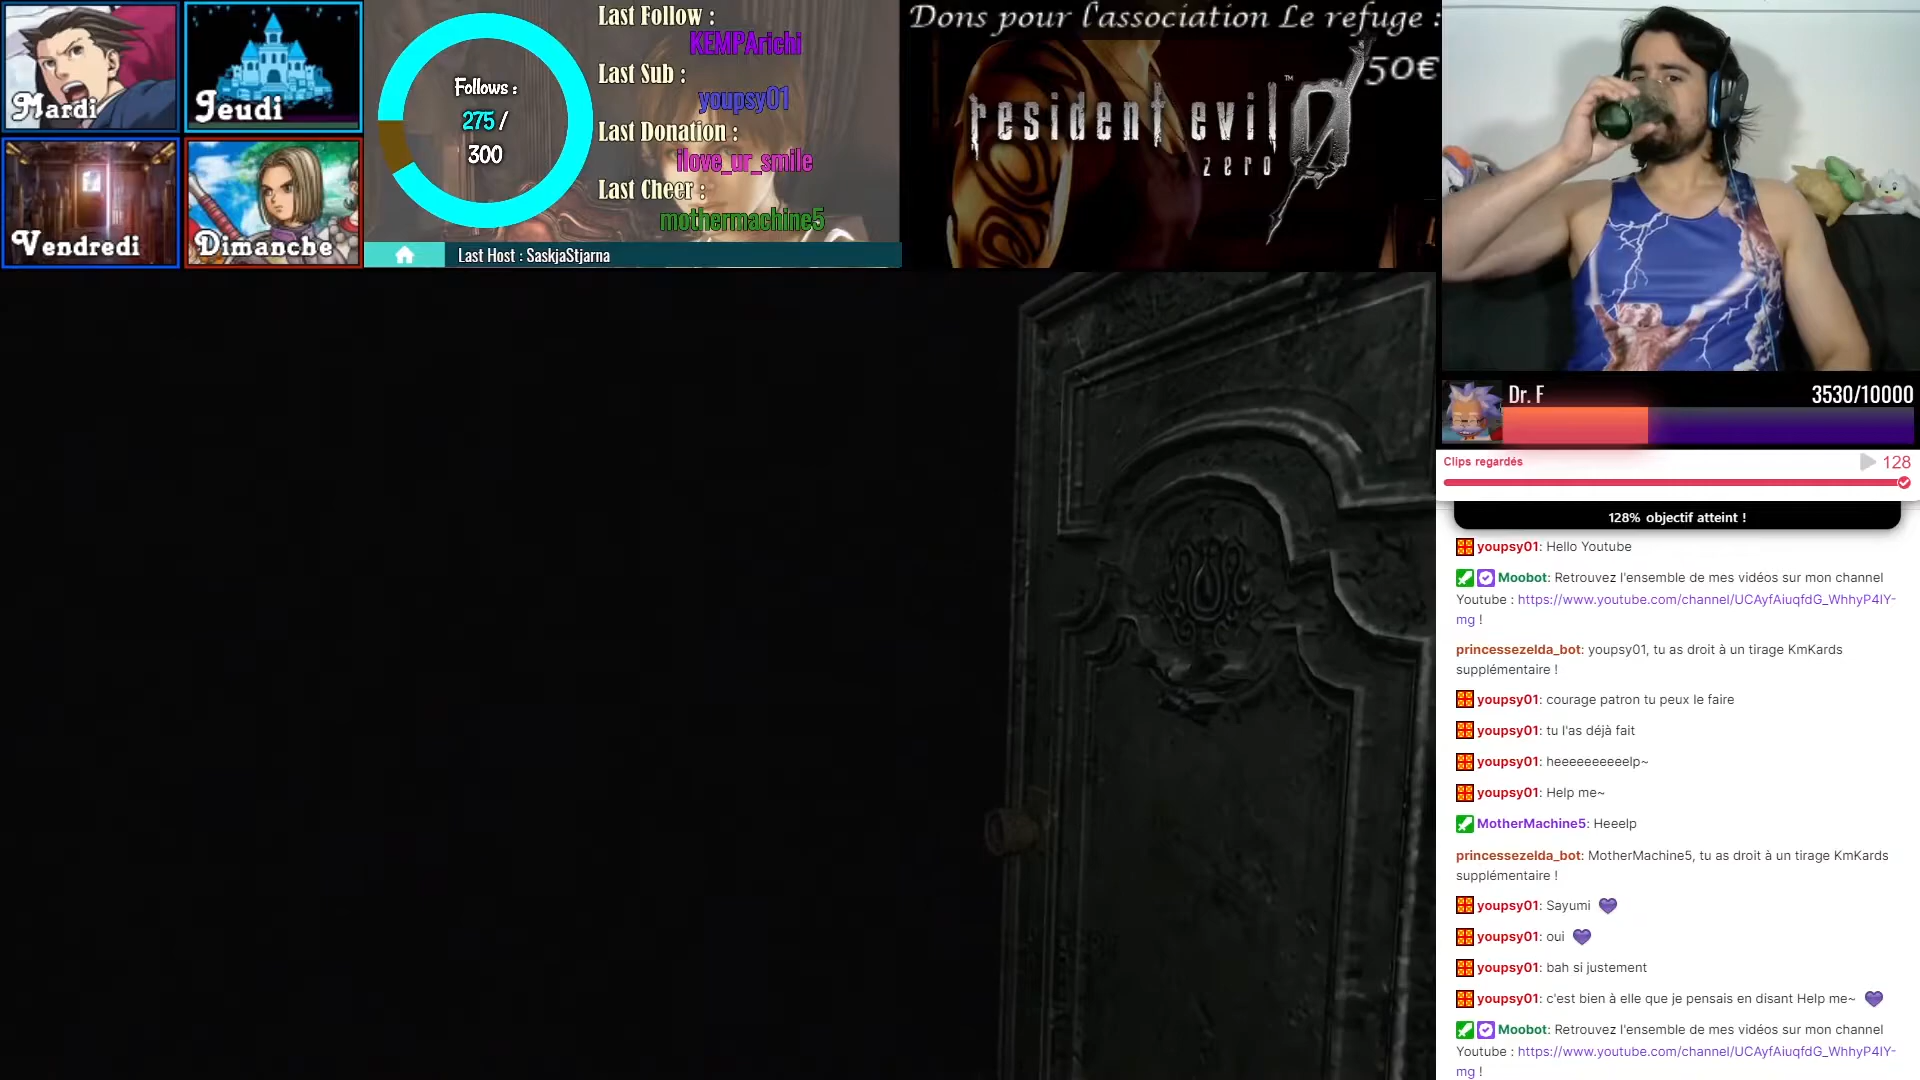 Mardi
Jeudi
Vendredi
Dimanche
Follows :
275 /
300
Last Follow :
KEMPArichi
Last Sub :
youpsy01
Last Donation :
ilove_ur_smile
Last Cheer :
mothermachine5
Last Host : SaskjaStjarna
Dons pour l'association Le refuge :
50€
resident evil 0
™
zero
Dr. F
3530/10000
Clips regardés
128
128% objectif atteint !
youpsy01: Hello Youtube
Moobot: Retrouvez l'ensemble de mes vidéos sur mon channel
Youtube : https://www.youtube.com/channel/UCAyfAiuqfdG_WhhyP4lY-
mg !
princessezelda_bot: youpsy01, tu as droit à un tirage KmKards
supplémentaire !
youpsy01: courage patron tu peux le faire
youpsy01: tu l'as déjà fait
youpsy01: heeeeeeeeeelp~
youpsy01: Help me~
MotherMachine5: Heeelp
princessezelda_bot: MotherMachine5, tu as droit à un tirage KmKards
supplémentaire !
youpsy01: Sayumi 💜
youpsy01: oui 💜
youpsy01: bah si justement
youpsy01: c'est bien à elle que je pensais en disant Help me~ 💜
Moobot: Retrouvez l'ensemble de mes vidéos sur mon channel
Youtube : https://www.youtube.com/channel/UCAyfAiuqfdG_WhhyP4lY-
mg !